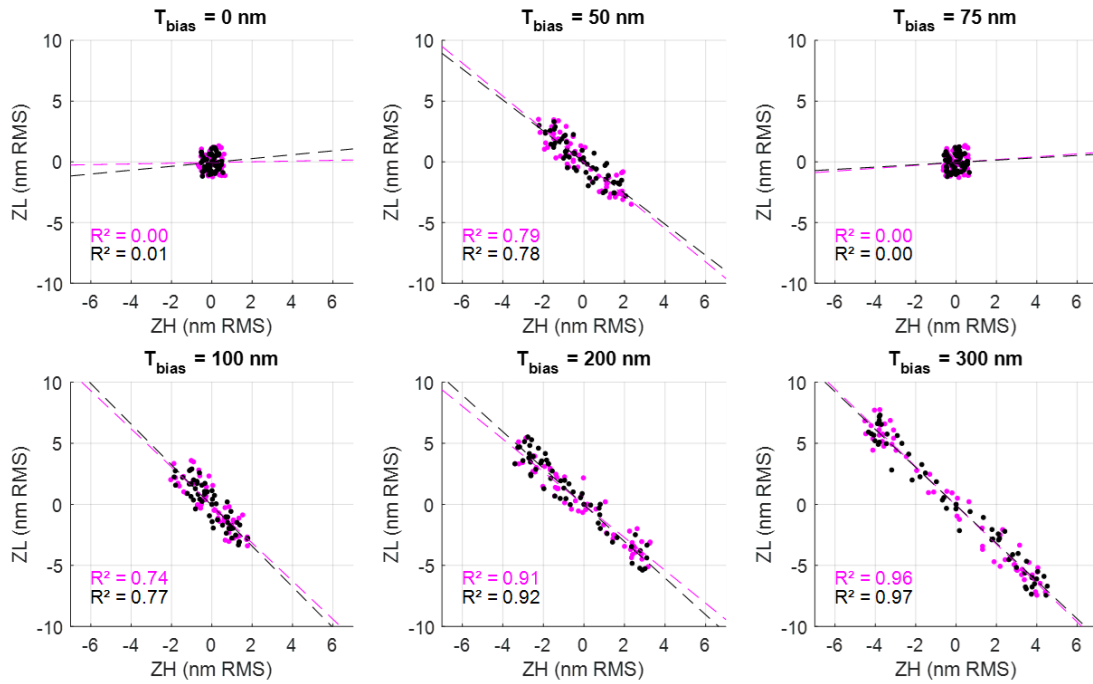 T_bias = 0 nm
10
5
0
-5
-10
ZL (nm RMS)
R² = 0.00
R² = 0.01
-6 -4 -2 0 2 4 6
ZH (nm RMS)
T_bias = 50 nm
10
5
0
-5
-10
ZL (nm RMS)
R² = 0.79
R² = 0.78
-6 -4 -2 0 2 4 6
ZH (nm RMS)
T_bias = 75 nm
10
5
0
-5
-10
ZL (nm RMS)
R² = 0.00
R² = 0.00
-6 -4 -2 0 2 4 6
ZH (nm RMS)
T_bias = 100 nm
10
5
0
-5
-10
ZL (nm RMS)
R² = 0.74
R² = 0.77
-6 -4 -2 0 2 4 6
ZH (nm RMS)
T_bias = 200 nm
10
5
0
-5
-10
ZL (nm RMS)
R² = 0.91
R² = 0.92
-6 -4 -2 0 2 4 6
ZH (nm RMS)
T_bias = 300 nm
10
5
0
-5
-10
ZL (nm RMS)
R² = 0.96
R² = 0.97
-6 -4 -2 0 2 4 6
ZH (nm RMS)